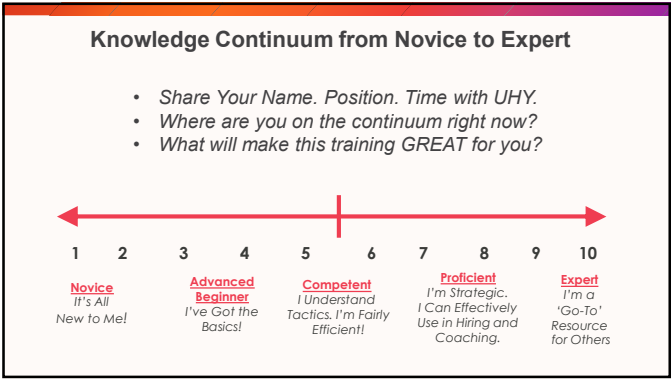 Knowledge Continuum from Novice to Expert
• Share Your Name. Position. Time with UHY.
• Where are you on the continuum right now?
• What will make this training GREAT for you?
1 2 3 4 5 6 7 8 9 10
Novice
It's All
New to Me!
Advanced
Beginner
I've Got the
Basics!
Competent
I Understand
Tactics. I'm Fairly
Efficient!
Proficient
I'm Strategic.
I Can Effectively
Use in Hiring and
Coaching.
Expert
I'm a
'Go-To'
Resource
for Others